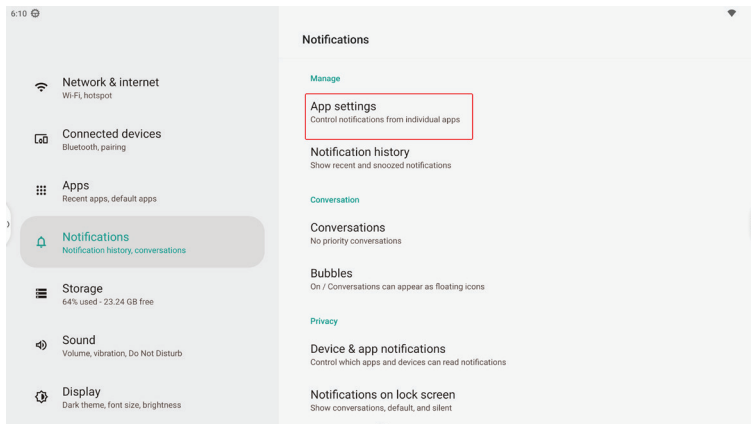 6:10
Notifications
Network & internet
Wi-Fi, hotspot
Connected devices
Bluetooth, pairing
Apps
Recent apps, default apps
Notifications
Notification history, conversations
Storage
64% used - 23.24 GB free
Sound
Volume, vibration, Do Not Disturb
Display
Dark theme, font size, brightness
Manage
App settings
Control notifications from individual apps
Notification history
Show recent and snoozed notifications
Conversation
Conversations
No priority conversations
Bubbles
On / Conversations can appear as floating icons
Privacy
Device & app notifications
Control which apps and devices can read notifications
Notifications on lock screen
Show conversations, default, and silent